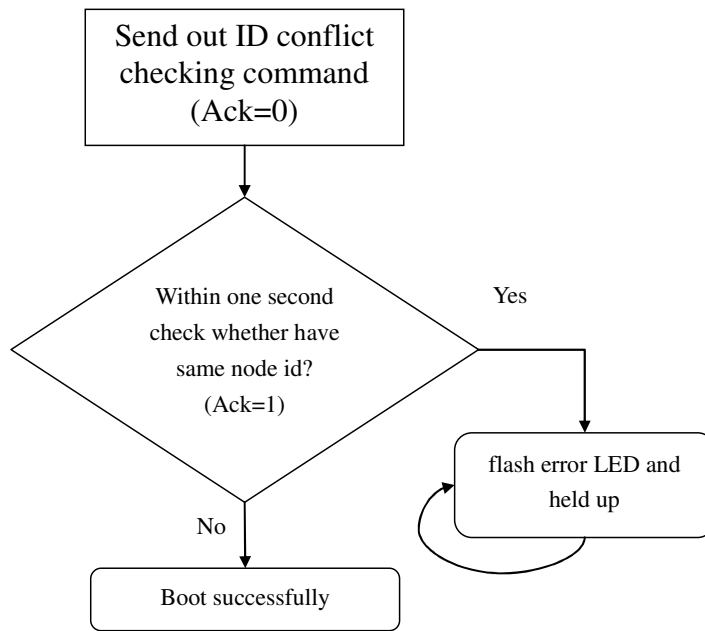 Send out ID conflict
checking command
(Ack=0)
Within one second
check whether have
same node id?
(Ack=1)
Yes
flash error LED and
held up
No
Boot successfully